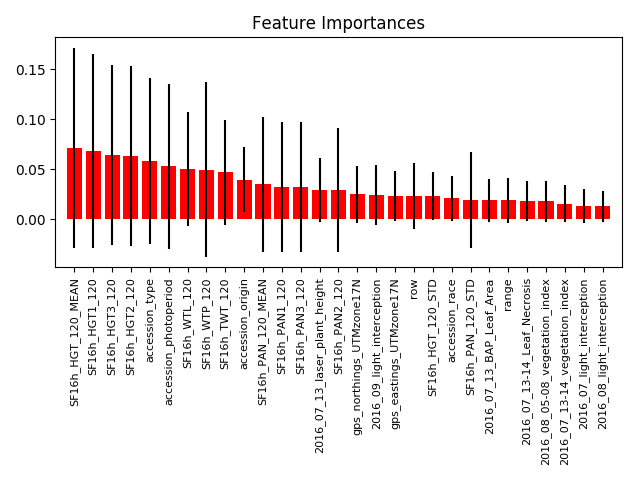 Feature Importances
0.15
0.10
0.05
0.00
SF16h_HGT_120_MEAN
SF16h_HGT1_120
SF16h_HGT3_120
SF16h_HGT2_120
accession_type
accession_photoperiod
SF16h_WTL_120
SF16h_WTP_120
SF16h_TWT_120
accession_origin
SF16h_PAN_120_MEAN
SF16h_PAN1_120
SF16h_PAN3_120
2016_07_13_laser_plant_height
SF16h_PAN2_120
gps_northings_UTMzone17N
2016_09_light_interception
gps_eastings_UTMzone17N
row
SF16h_HGT_120_STD
accession_race
SF16h_PAN_120_STD
2016_07_13_BAP_Leaf_Area
range
2016_07_13-14_Leaf_Necrosis
2016_08_05-08_vegetation_index
2016_07_13-14_vegetation_index
2016_07_light_interception
2016_08_light_interception